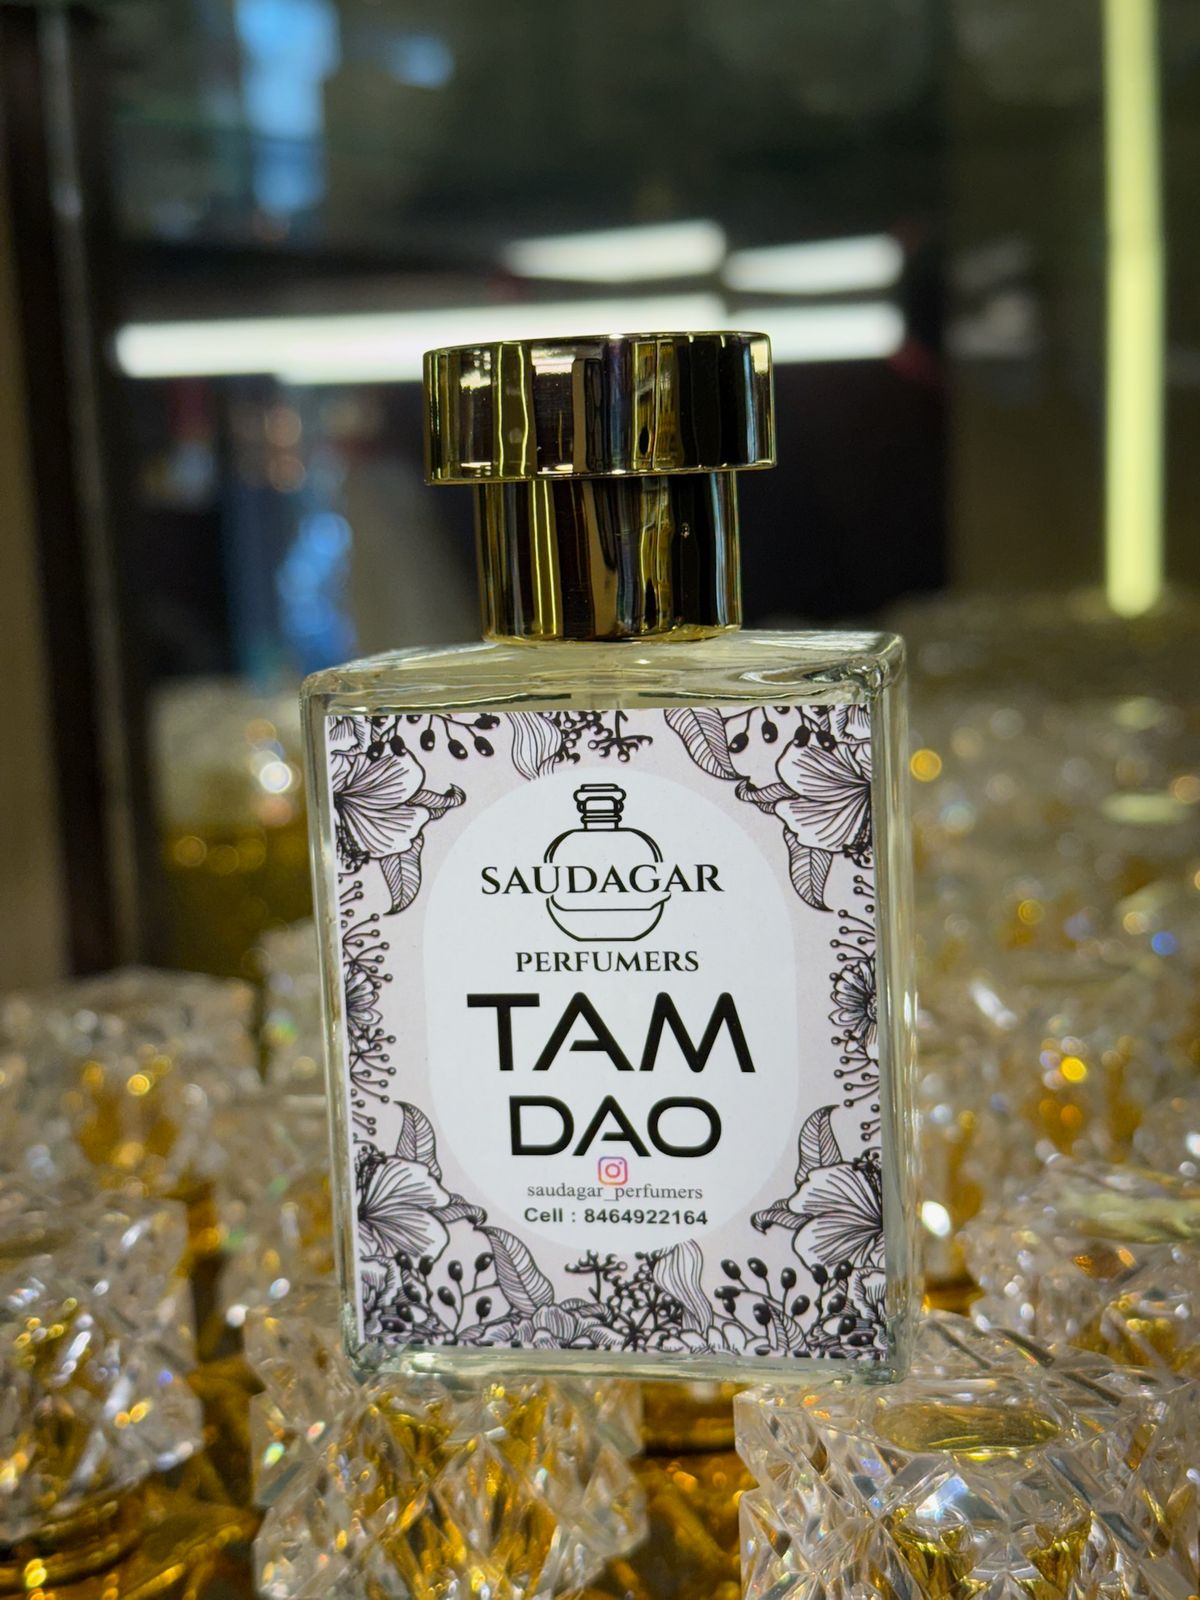 SAUDAGAR
PERFUMERS
TAM
DAO
saudagar_perfumers
Cell : 8464922164